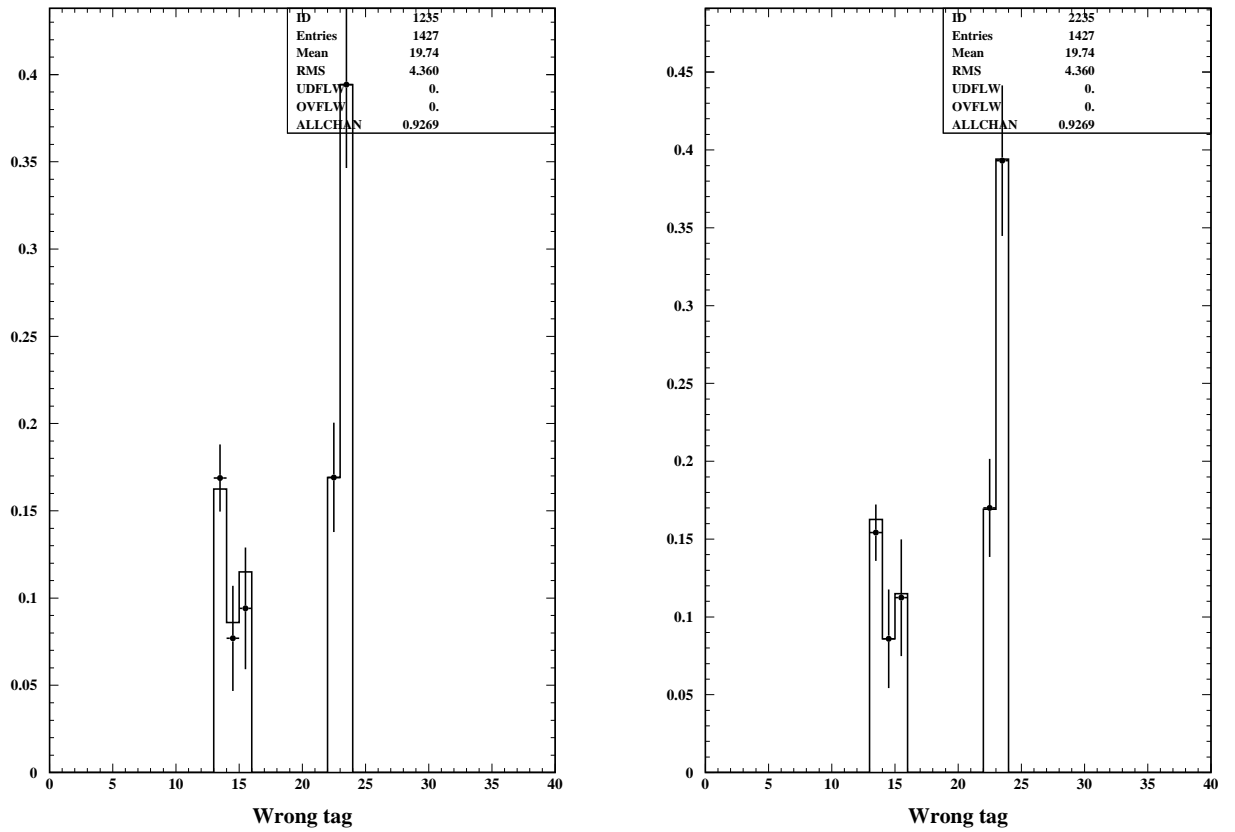 ID 1235
Entries 1427
Mean 19.74
RMS 4.360
UDFLW 0.
OVFLW 0.
ALLCHAN 0.9269
0.4
0.35
0.3
0.25
0.2
0.15
0.1
0.05
0
0 5 10 15 20 25 30 35 40
Wrong tag
ID 2235
Entries 1427
Mean 19.74
RMS 4.360
UDFLW 0.
OVFLW 0.
ALLCHAN 0.9269
0.45
0.4
0.35
0.3
0.25
0.2
0.15
0.1
0.05
0
0 5 10 15 20 25 30 35 40
Wrong tag